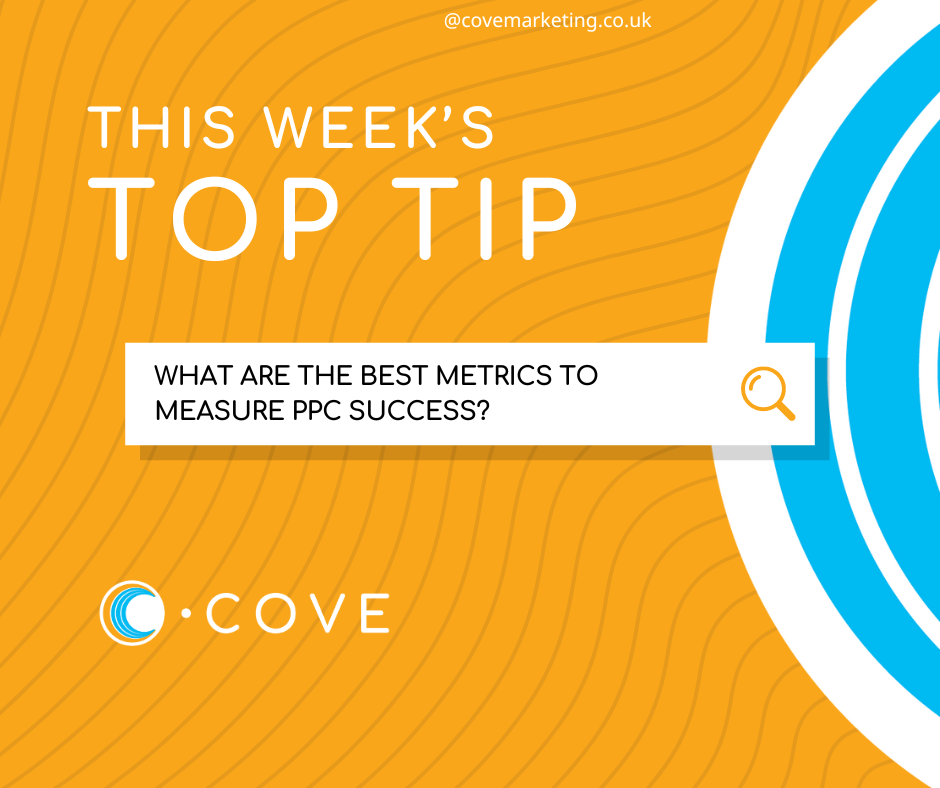 @covemarketing.co.uk
THIS WEEK'S
TOP TIP
WHAT ARE THE BEST METRICS TO
MEASURE PPC SUCCESS?
• COVE